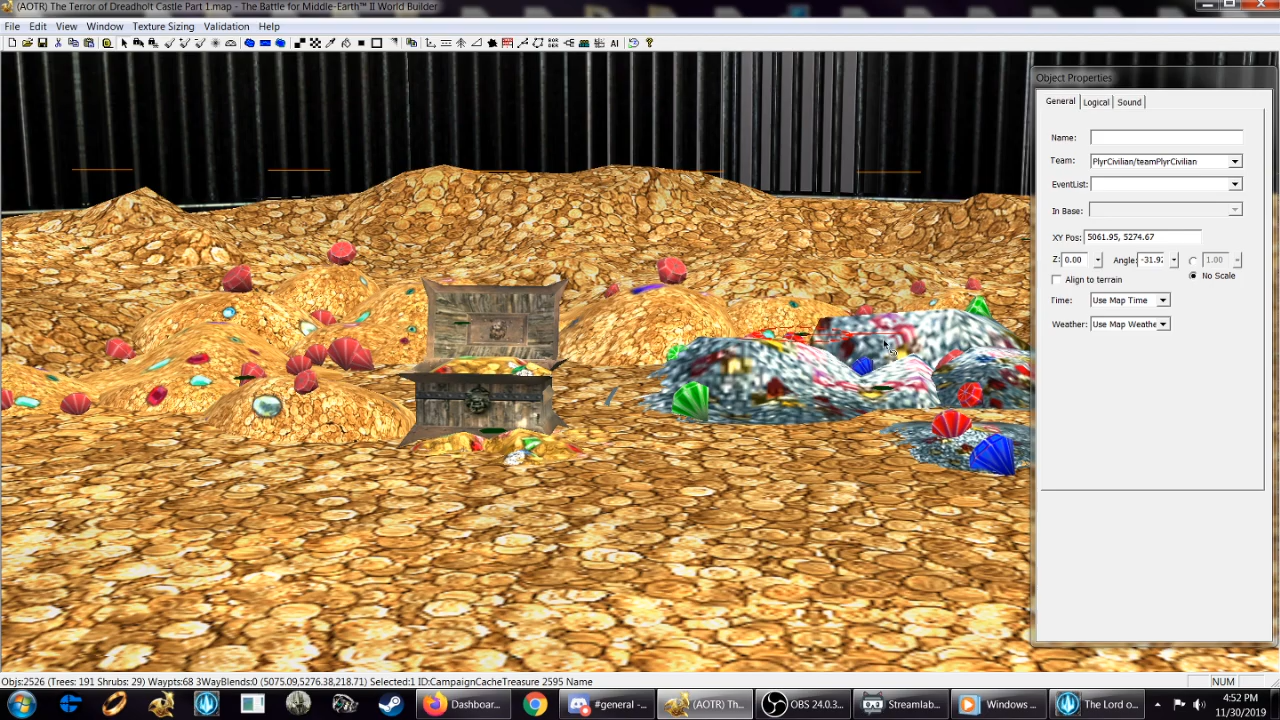 (AOTR) The Terror of Dreadholt Castle Part 1.map - The Battle for Middle-Earth™ II World Builder
File Edit View Window Texture Sizing Validation Help
AI
Object Properties
General Logical Sound
Name:
Team: PlyrCivilian/teamPlyrCivilian
EventList:
In Base:
XY Pos: 5061.95, 5274.67
Z: 0.00 Angle: -31.92 1.00
No Scale
Align to terrain
Time: Use Map Time
Weather: Use Map Weathe
Objs:2526 (Trees: 191 Shrubs: 29) Waypts:68 3WayBlends:0 (5075.09,5276.38,218.71) Selected:1 ID:CampaignCacheTreasure 2595 Name
NUM
Dashboar... #general -... (AOTR) Th... OBS 24.0.3... Streamlab... Windows ... The Lord o...
4:52 PM
11/30/2019